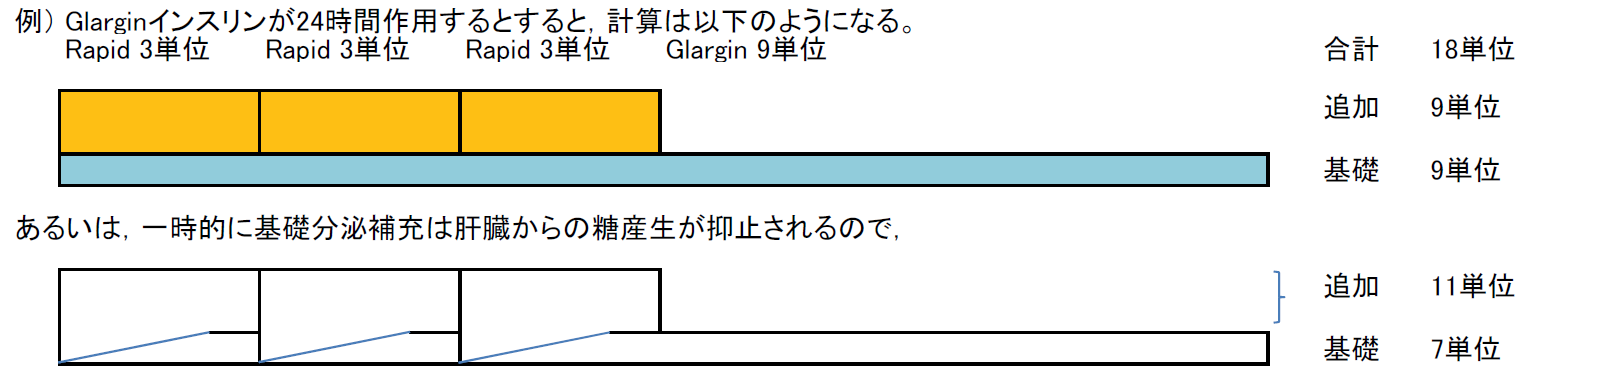 例） Glarginインスリンが24時間作用するとすると, 計算は以下のようになる。
Rapid 3単位 Rapid 3単位 Rapid 3単位 Glargin 9単位 合計 18単位
追加 9単位
基礎 9単位
あるいは, 一時的に基礎分泌補充は肝臓からの糖産生が抑止されるので,
追加 11単位
基礎 7単位